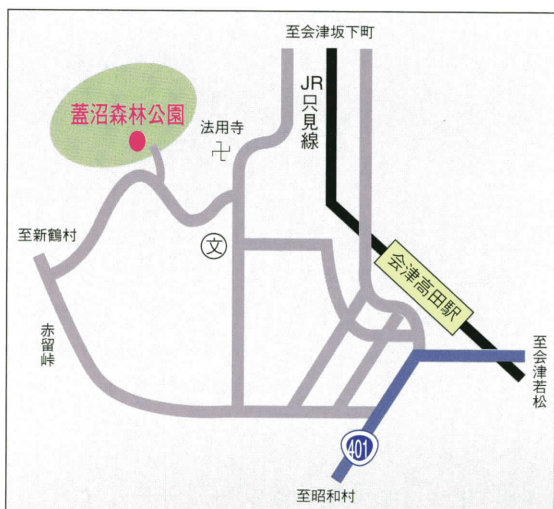 至会津坂下町
JR只見線
蓋沼森林公園
法用寺
卍
至新鶴村
文
会津高田駅
赤留峠
至会津若松
401
至昭和村